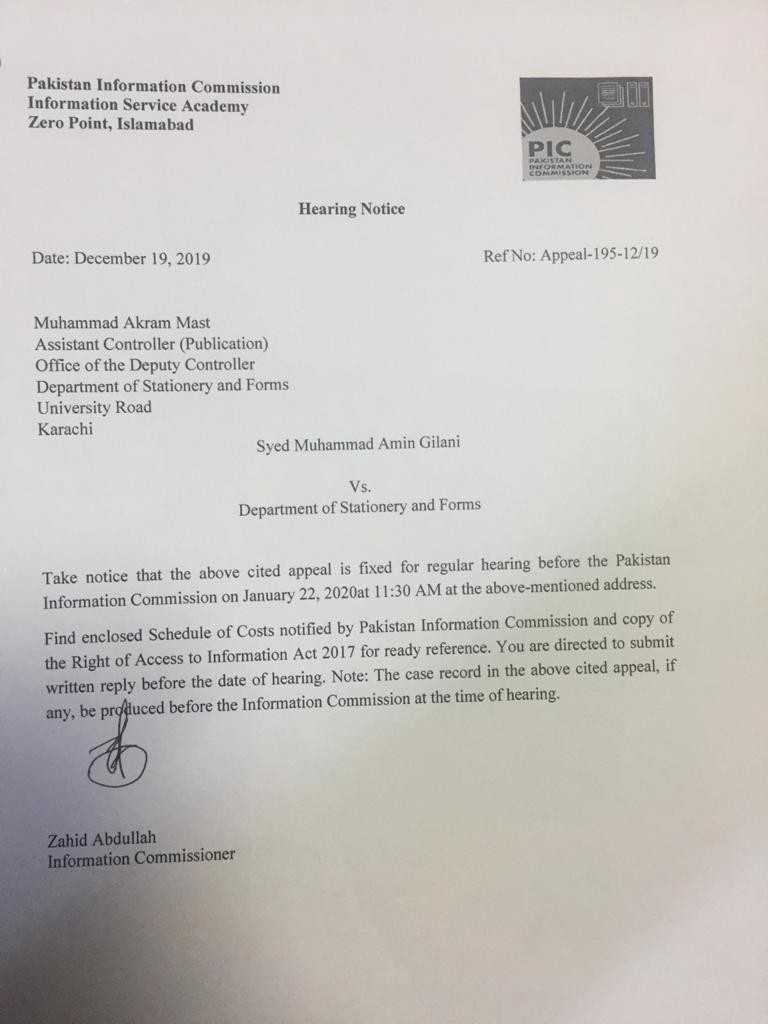 Pakistan Information Commission
Information Service Academy
Zero Point, Islamabad
PIC
PAKISTAN
INFORMATION
COMMISSION
Hearing Notice
Date: December 19, 2019
Ref No: Appeal-195-12/19
Muhammad Akram Mast
Assistant Controller (Publication)
Office of the Deputy Controller
Department of Stationery and Forms
University Road
Karachi
Syed Muhammad Amin Gilani
Vs.
Department of Stationery and Forms
Take notice that the above cited appeal is fixed for regular hearing before the Pakistan
Information Commission on January 22, 2020at 11:30 AM at the above-mentioned address.
Find enclosed Schedule of Costs notified by Pakistan Information Commission and copy of
the Right of Access to Information Act 2017 for ready reference. You are directed to submit
written reply before the date of hearing. Note: The case record in the above cited appeal, if
any, be produced before the Information Commission at the time of hearing.
Zahid Abdullah
Information Commissioner